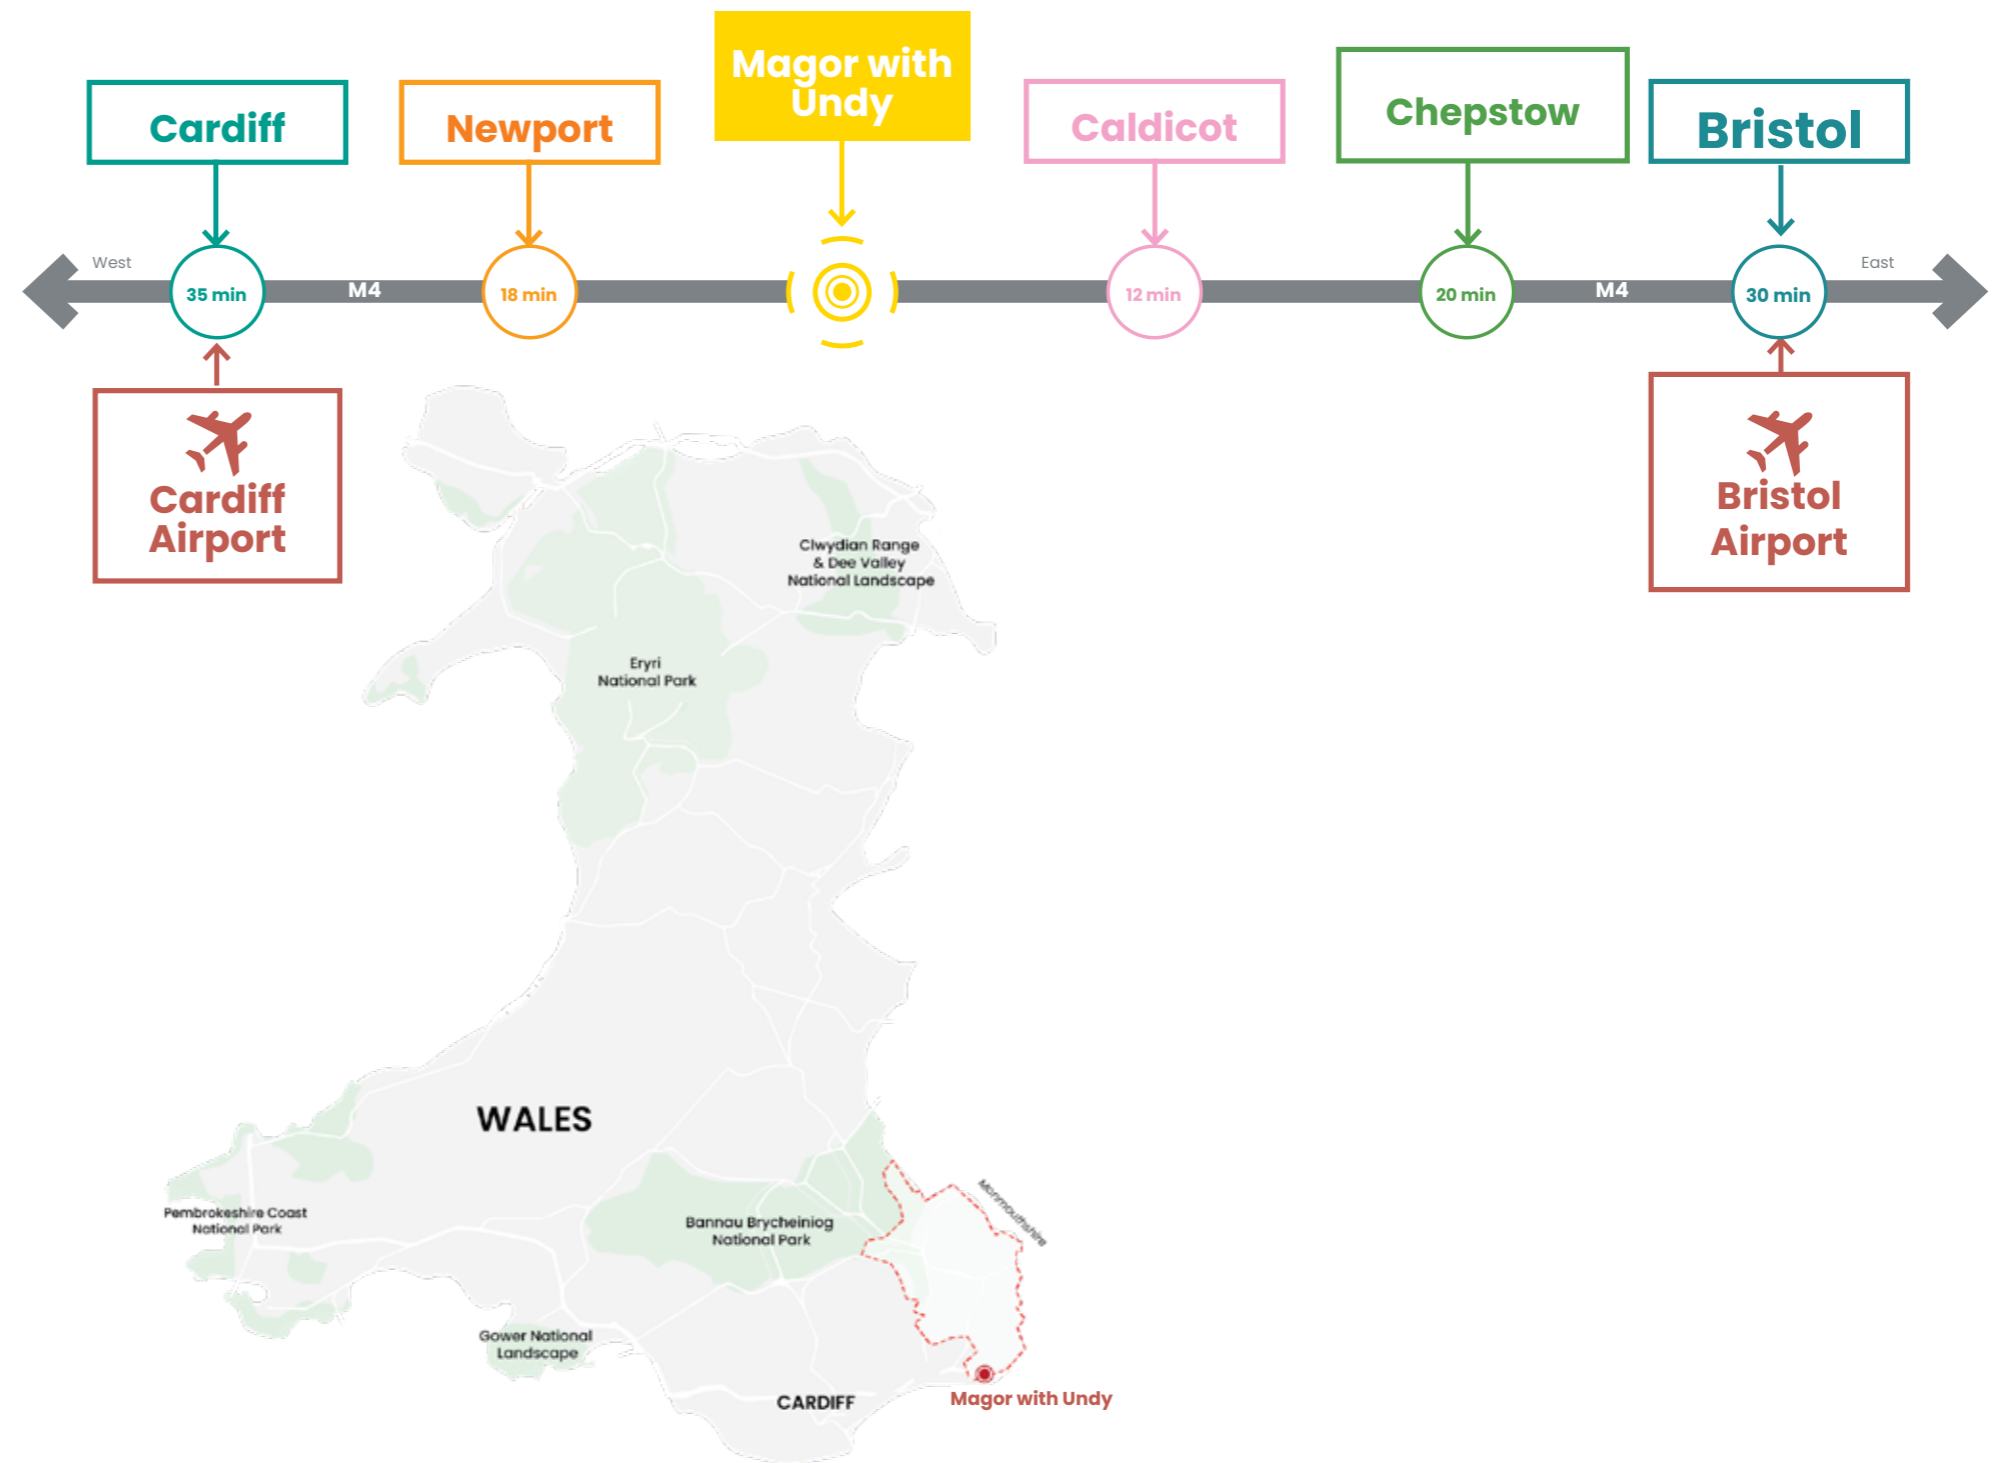 Cardiff
Newport
Magor with
Undy
Caldicot
Chepstow
Bristol
West
East
35 min
M4
18 min
12 min
20 min
M4
30 min
Cardiff
Airport
Bristol
Airport
Clwydian Range
& Dee Valley
National Landscape
Eryri
National Park
WALES
Pembrokeshire Coast
National Park
Bannau Brycheiniog
National Park
Monmouthshire
Gower National
Landscape
CARDIFF
Magor with Undy